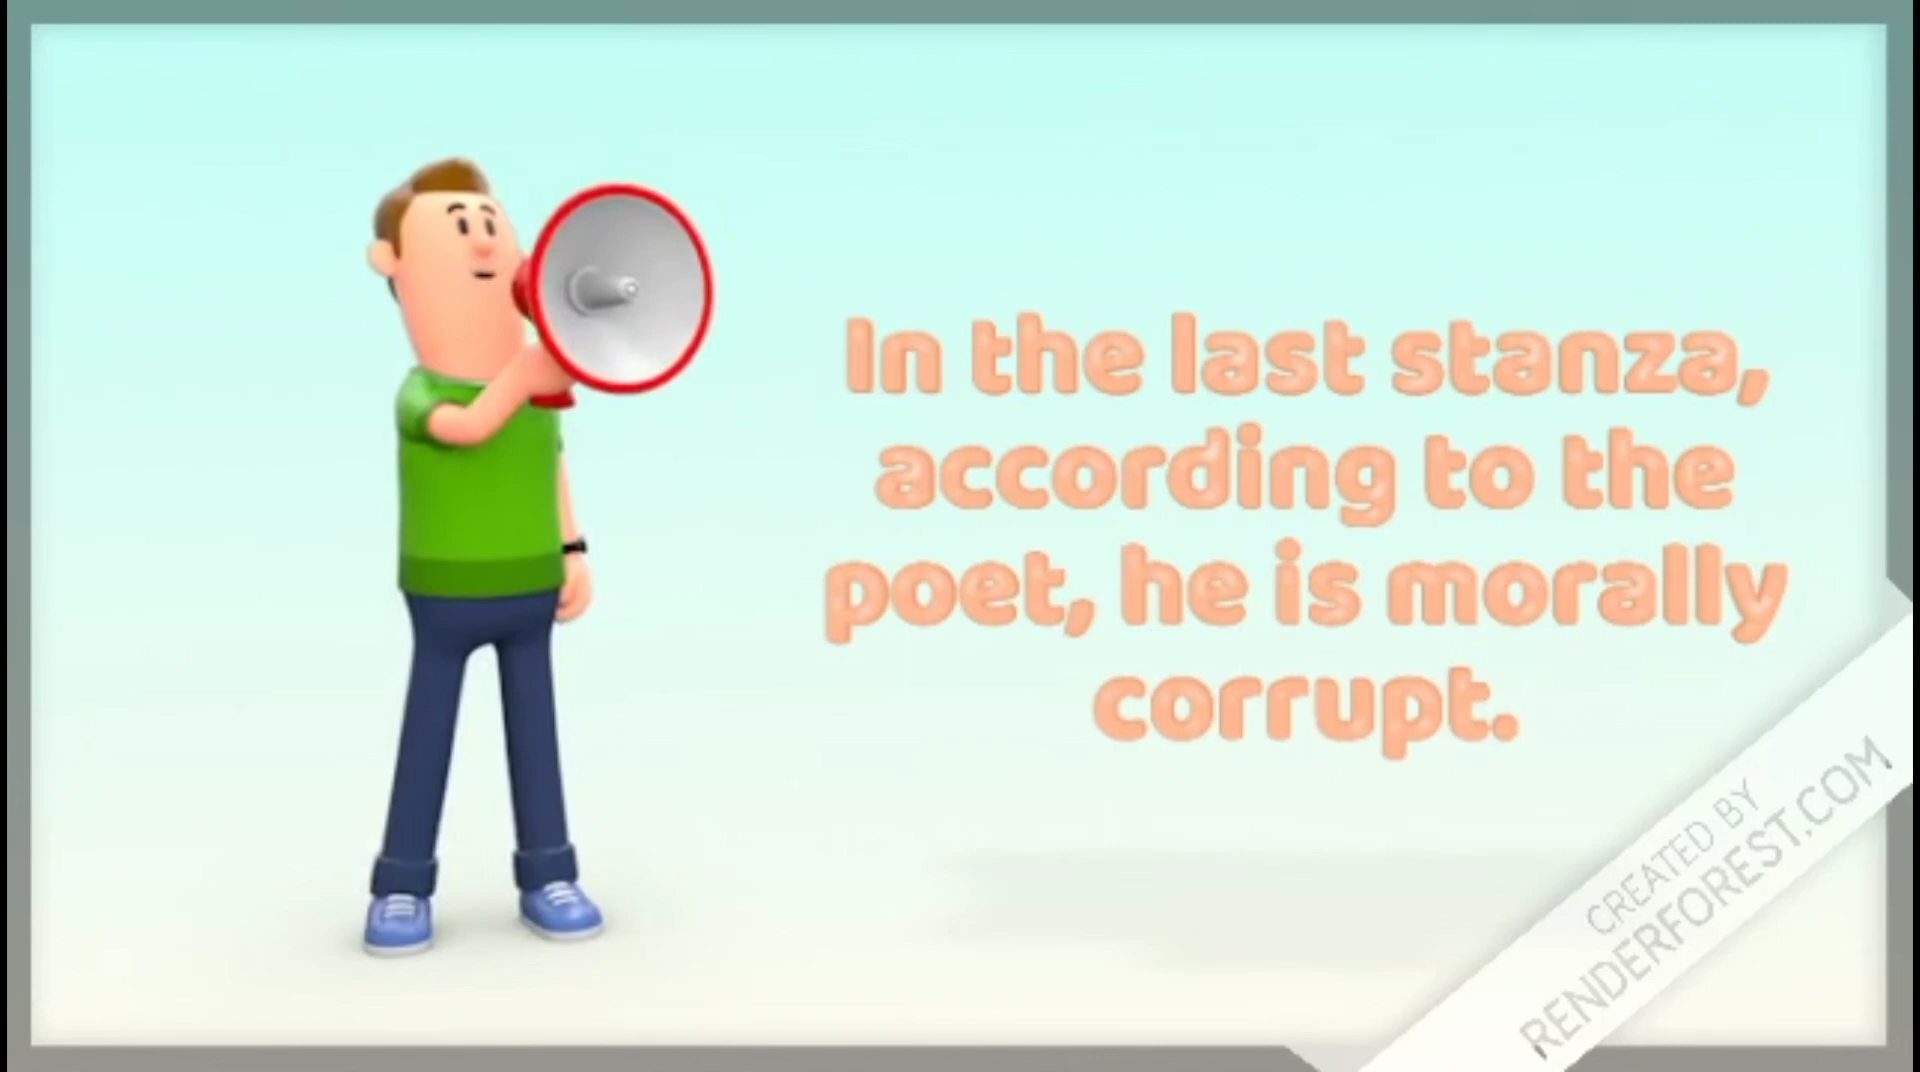 In the last stanza,
according to the
poet, he is morally
corrupt.
CREATED BY
RENDERFOREST.COM